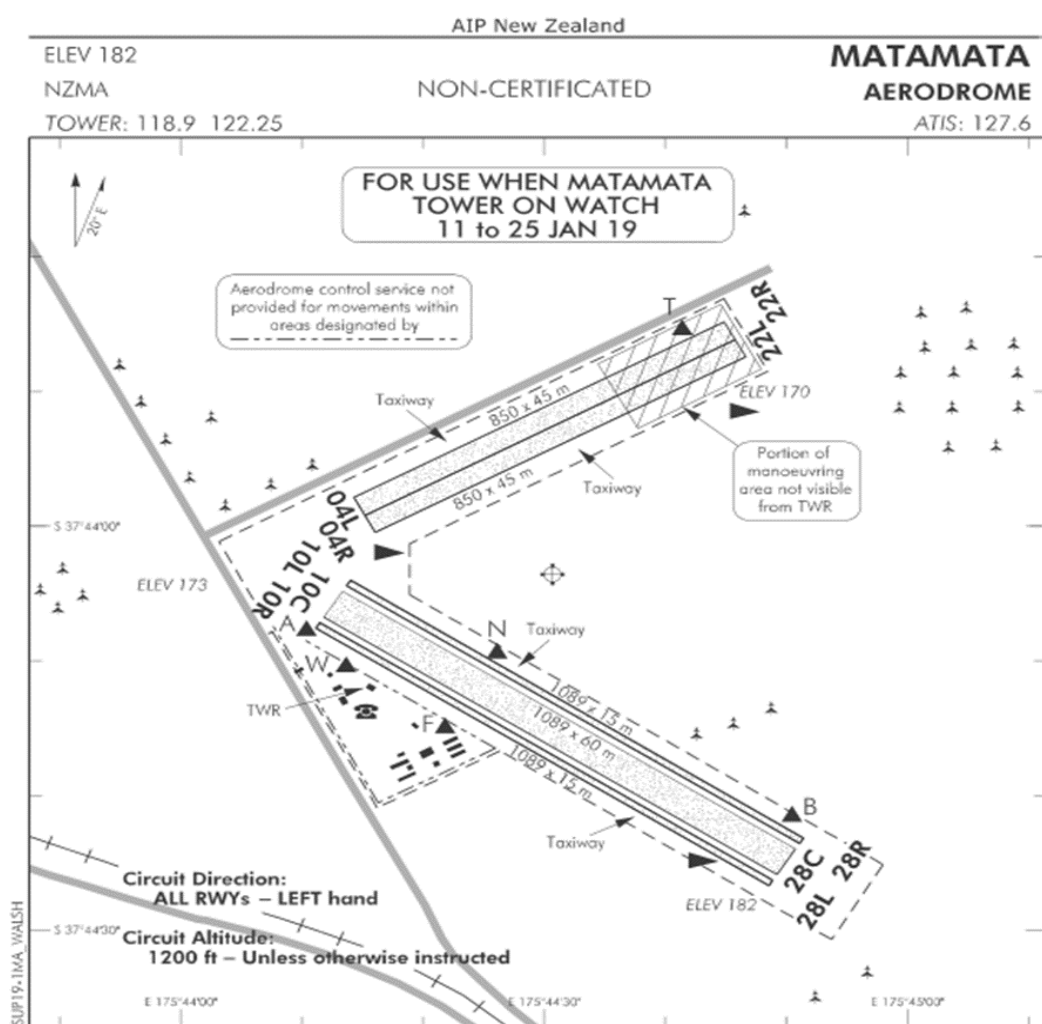 AIP New Zealand
ELEV 182
MATAMATA
NZMA
NON-CERTIFICATED
AERODROME
TOWER: 118.9 122.25
ATIS: 127.6
FOR USE WHEN MATAMATA
TOWER ON WATCH
11 to 25 JAN 19
20° E
Aerodrome control service not
provided for movements within
areas designated by
T
22R
22L
ELEV 170
Taxiway
850 x 45 m
850 x 45 m
Taxiway
Portion of
manoeuvring
area not visible
from TWR
04L
04R
S 37°44'00"
10L
10C
10R
ELEV 173
A
N
Taxiway
W
TWR
F
1089 x 15 m
1089 x 60 m
1089 x 15 m
B
Taxiway
28R
28C
28L
ELEV 182
Circuit Direction:
ALL RWYs – LEFT hand
S 37°44'30"
Circuit Altitude:
1200 ft – Unless otherwise instructed
E 175°44'00"
E 175°44'30"
E 175°45'00"
SUP19-1MA_WALSH